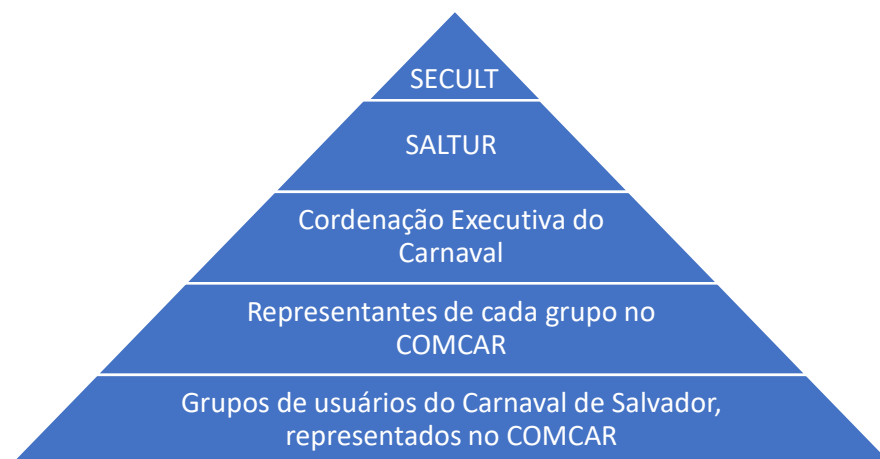 SECULT
SALTUR
Cordenação Executiva do
Carnaval
Representantes de cada grupo no
COMCAR
Grupos de usuários do Carnaval de Salvador,
representados no COMCAR